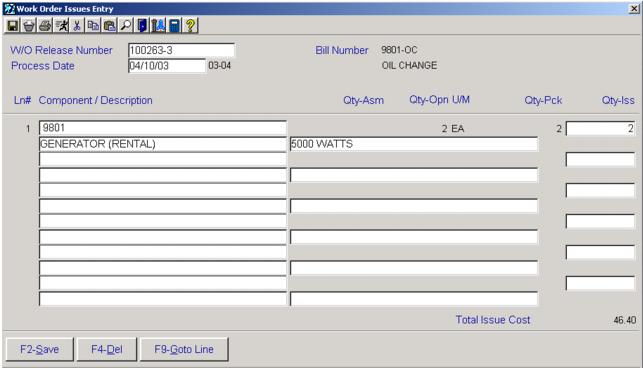 Work Order Issues Entry
W/O Release Number 100263-3 Bill Number 9801-OC
Process Date 04/10/03 03-04 OIL CHANGE
Ln# Component / Description Qty-Asm Qty-Opn U/M Qty-Pck Qty-Iss
1 9801 2 EA 2 2
GENERATOR (RENTAL) 5000 WATTS
Total Issue Cost 46.40
F2-Save F4-Del F9-Goto Line